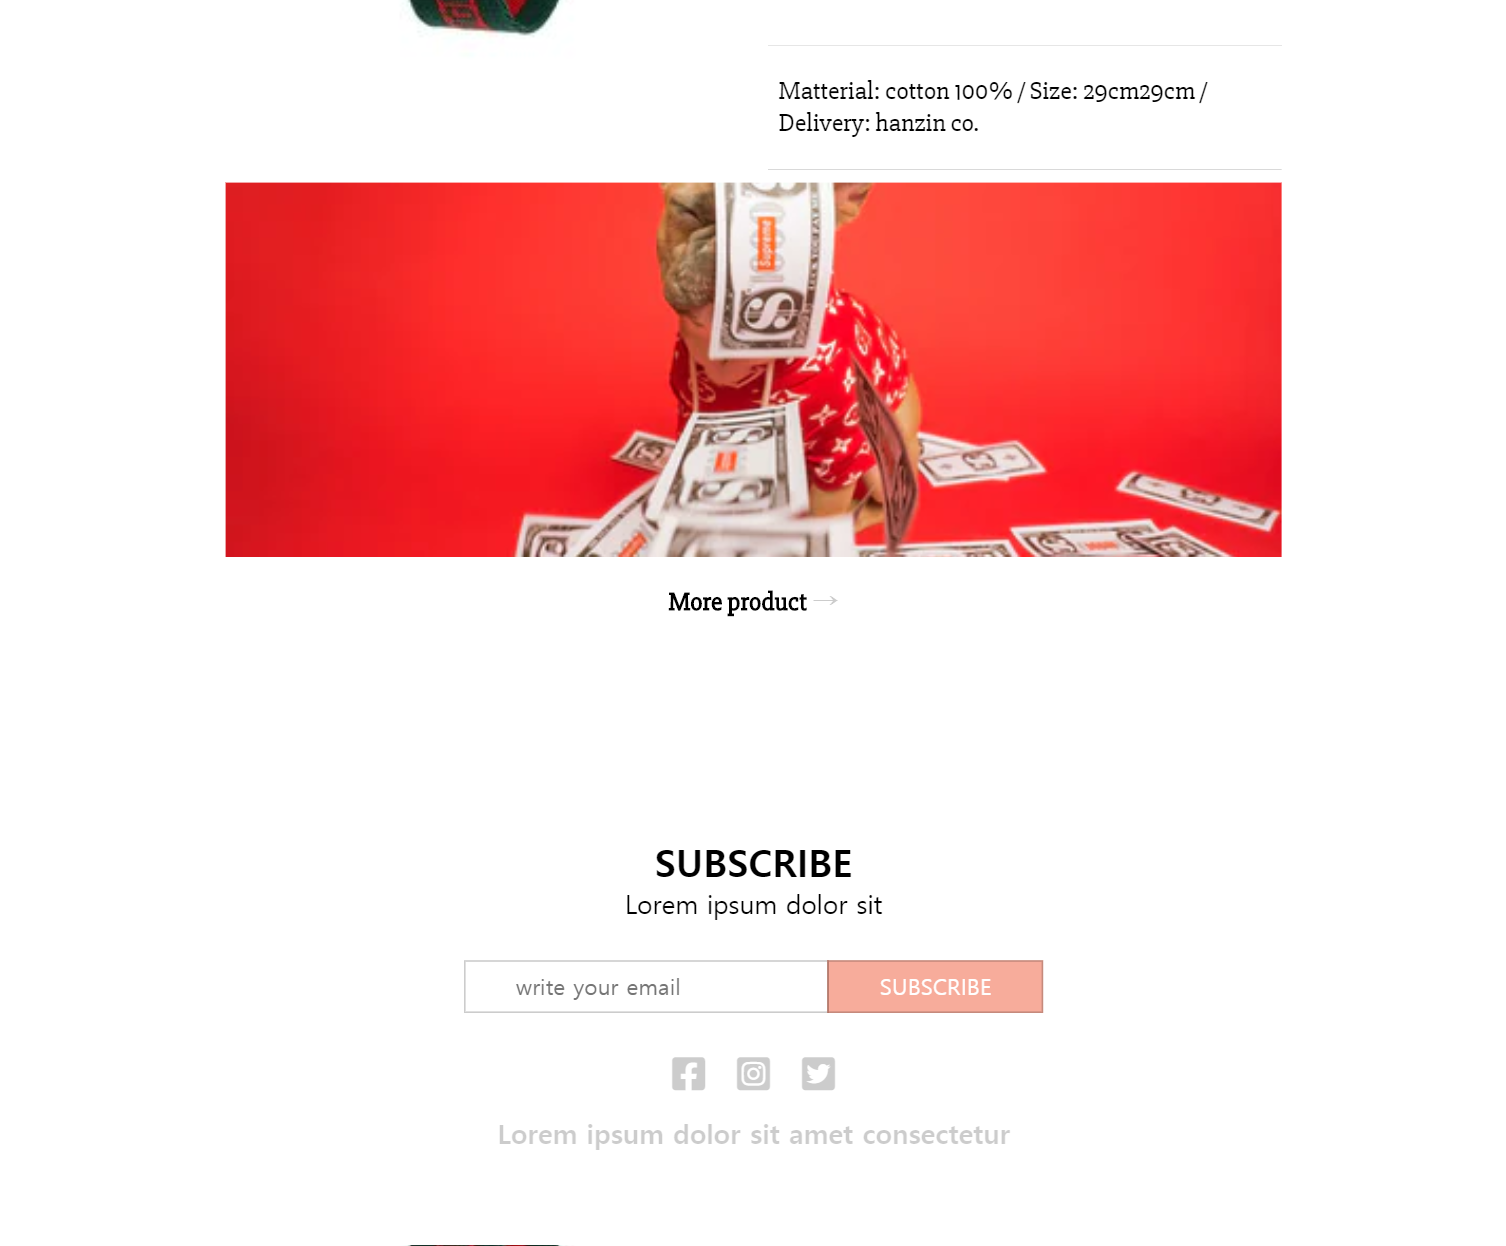 Matterial: cotton 100% / Size: 29cm29cm /
Delivery: hanzin co.
Supreme
More product →
SUBSCRIBE
Lorem ipsum dolor sit
write your email SUBSCRIBE
Lorem ipsum dolor sit amet consectetur